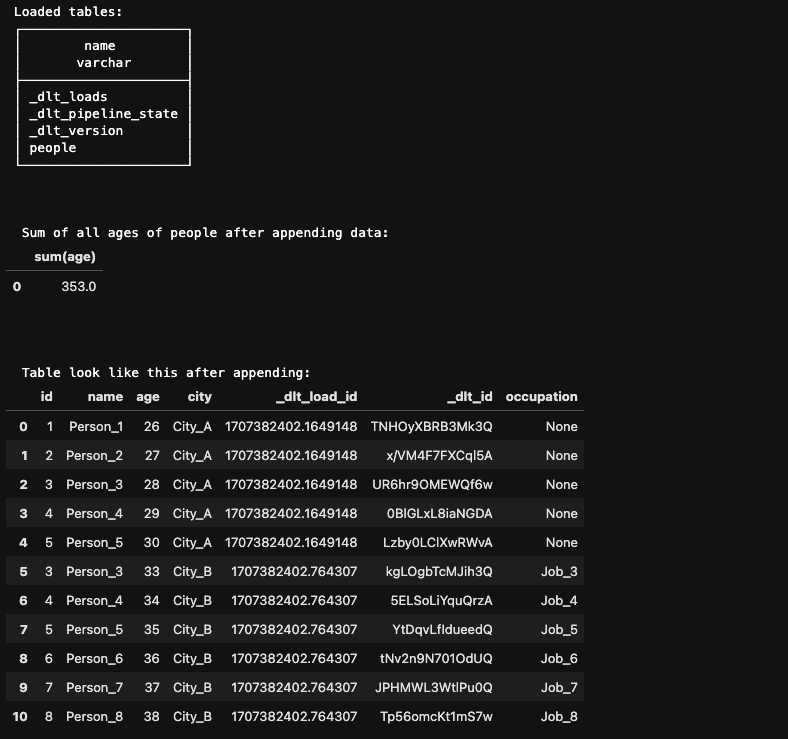 Loaded tables:
name
varchar
_dlt_loads
_dlt_pipeline_state
_dlt_version
people
Sum of all ages of people after appending data:
sum(age)
0 353.0
Table look like this after appending:
id name age city _dlt_load_id _dlt_id occupation
0 1 Person_1 26 City_A 1707382402.1649148 TNHOyXBRB3Mk3Q None
1 2 Person_2 27 City_A 1707382402.1649148 x/VM4F7FXCqI5A None
2 3 Person_3 28 City_A 1707382402.1649148 UR6hr9OMEWQf6w None
3 4 Person_4 29 City_A 1707382402.1649148 0BIGLxL8iaNGDA None
4 5 Person_5 30 City_A 1707382402.1649148 Lzby0LClXwRWvA None
5 3 Person_3 33 City_B 1707382402.764307 kgLOgbTcMJih3Q Job_3
6 4 Person_4 34 City_B 1707382402.764307 5ELSoLiYquQrzA Job_4
7 5 Person_5 35 City_B 1707382402.764307 YtDqvLfIdueedQ Job_5
8 6 Person_6 36 City_B 1707382402.764307 tNv2n9N701OdUQ Job_6
9 7 Person_7 37 City_B 1707382402.764307 JPHMWL3WtlPu0Q Job_7
10 8 Person_8 38 City_B 1707382402.764307 Tp56omcKt1mS7w Job_8